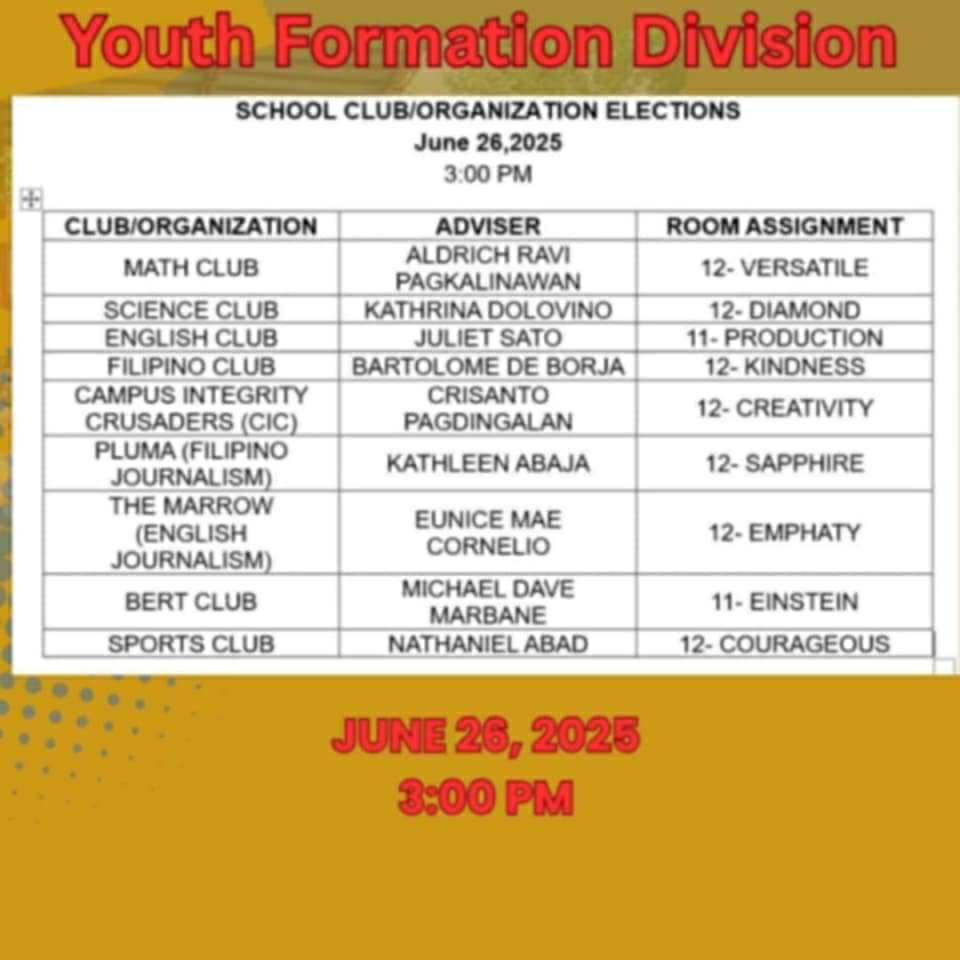 Youth Formation Division
SCHOOL CLUB/ORGANIZATION ELECTIONS
June 26,2025
3:00 PM
CLUB/ORGANIZATION ADVISER ROOM ASSIGNMENT
MATH CLUB ALDRICH RAVI PAGKALINAWAN 12- VERSATILE
SCIENCE CLUB KATHRINA DOLOVINO 12- DIAMOND
ENGLISH CLUB JULIET SATO 11- PRODUCTION
FILIPINO CLUB BARTOLOME DE BORJA 12- KINDNESS
CAMPUS INTEGRITY CRUSADERS (CIC) CRISANTO PAGDINGALAN 12- CREATIVITY
PLUMA (FILIPINO JOURNALISM) KATHLEEN ABAJA 12- SAPPHIRE
THE MARROW (ENGLISH JOURNALISM) EUNICE MAE CORNELIO 12- EMPHATY
BERT CLUB MICHAEL DAVE MARBANE 11- EINSTEIN
SPORTS CLUB NATHANIEL ABAD 12- COURAGEOUS
JUNE 26, 2025
3:00 PM